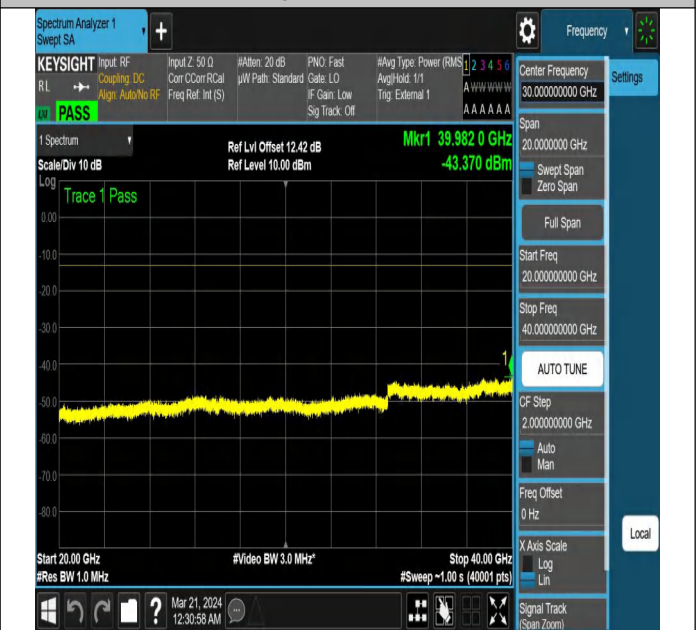 Spectrum Analyzer 1
Swept SA
+
Frequency
KEYSIGHT
RL
PASS
Input: RF
Coupling: DC
Align: Auto/No RF
Input Z: 50 Ω
Corr CCorr RCal
Freq Ref: Int (S)
#Atten: 20 dB
µW Path: Standard
PNO: Fast
Gate: LO
IF Gain: Low
Sig Track: Off
#Avg Type: Power (RMS
Avg|Hold: 1/1
Trig: External 1
1 2 3 4 5 6
A W W W W W
A A A A A A
1 Spectrum
Scale/Div 10 dB
Ref Lvl Offset 12.42 dB
Ref Level 10.00 dBm
Mkr1 39.982 0 GHz
-43.370 dBm
Log
Trace 1 Pass
0.00
-10.0
-20.0
-30.0
-40.0
-50.0
-60.0
-70.0
-80.0
1
Start 20.00 GHz
#Res BW 1.0 MHz
#Video BW 3.0 MHz*
Stop 40.00 GHz
#Sweep ~1.00 s (40001 pts)
Center Frequency
30.000000000 GHz
Settings
Span
20.0000000 GHz
Swept Span
Zero Span
Full Span
Start Freq
20.000000000 GHz
Stop Freq
40.000000000 GHz
AUTO TUNE
CF Step
2.000000000 GHz
Auto
Man
Freq Offset
0 Hz
X Axis Scale
Log
Lin
Local
Signal Track
(Span Zoom)
?
Mar 21, 2024
12:30:58 AM